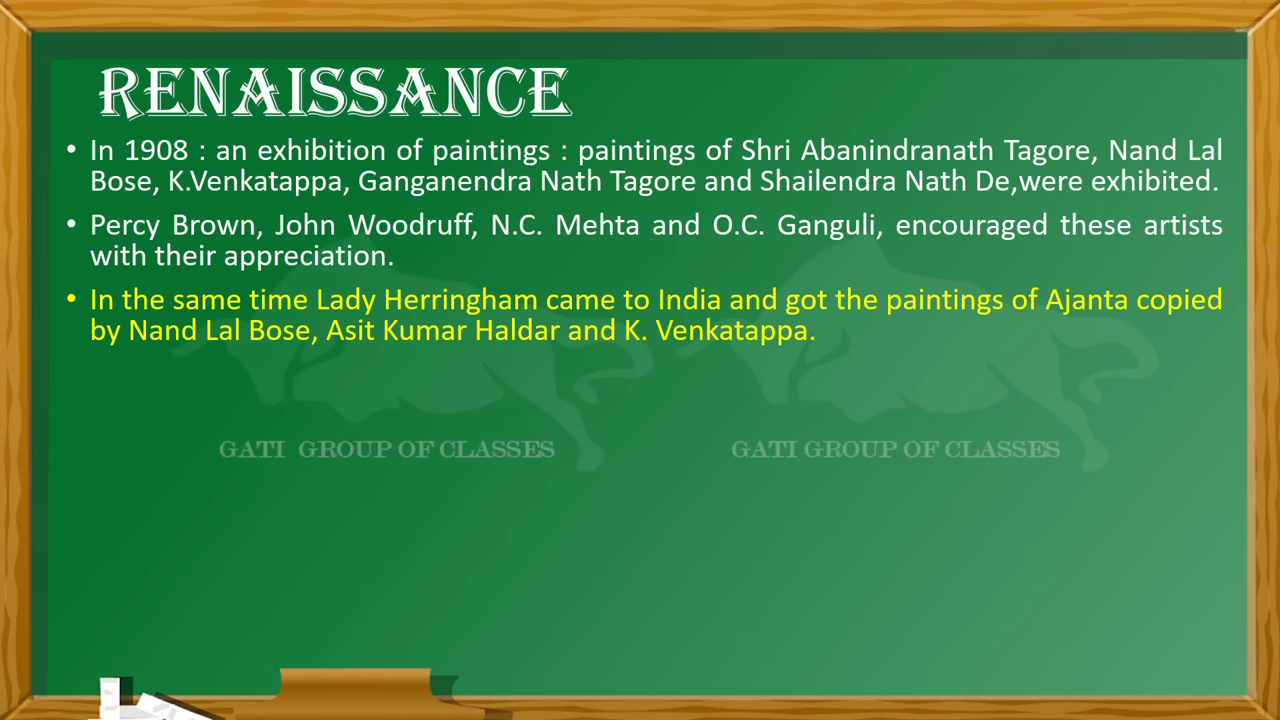 RENAISSANCE
• In 1908 : an exhibition of paintings : paintings of Shri Abanindranath Tagore, Nand Lal
Bose, K.Venkatappa, Ganganendra Nath Tagore and Shailendra Nath De,were exhibited.
• Percy Brown, John Woodruff, N.C. Mehta and O.C. Ganguli, encouraged these artists
with their appreciation.
• In the same time Lady Herringham came to India and got the paintings of Ajanta copied
by Nand Lal Bose, Asit Kumar Haldar and K. Venkatappa.
GATI GROUP OF CLASSES
GATI GROUP OF CLASSES